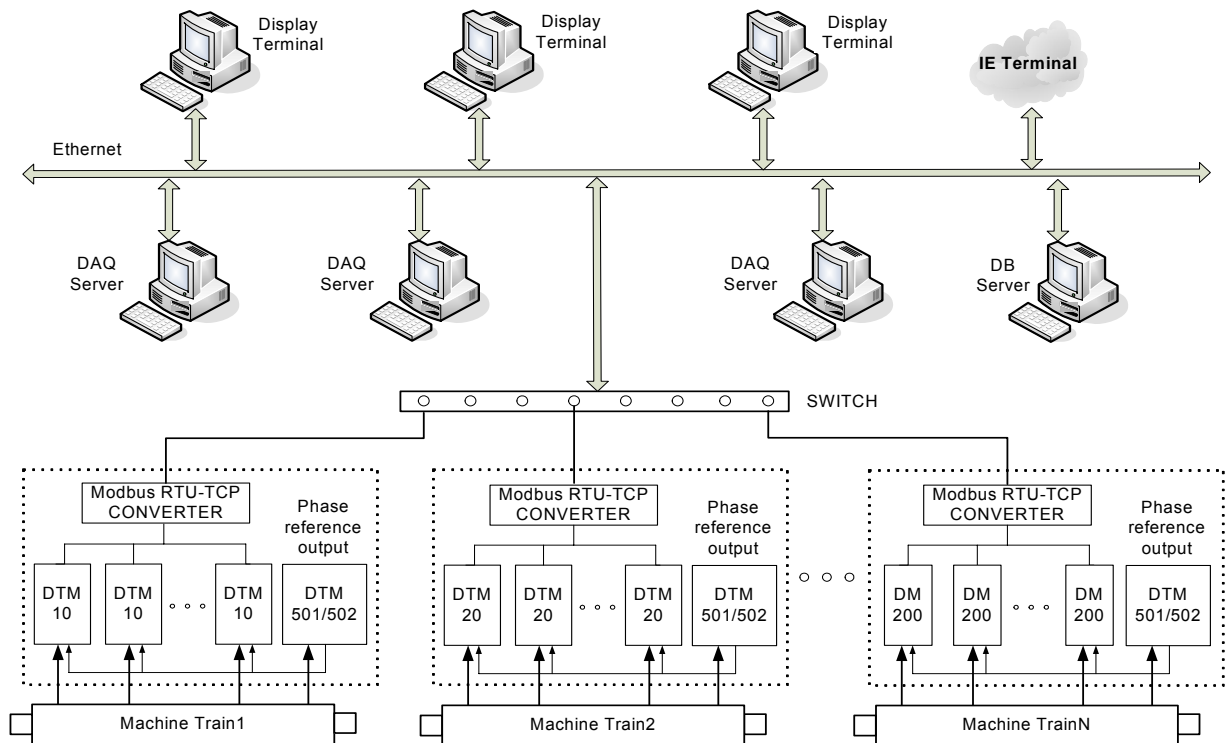 Display
Terminal
Display
Terminal
Display
Terminal
IE Terminal
Ethernet
DAQ
Server
DAQ
Server
DAQ
Server
DB
Server
SWITCH
Modbus RTU-TCP
CONVERTER
Phase
reference
output
DTM
10
DTM
10
DTM
10
DTM
501/502
Machine Train1
Modbus RTU-TCP
CONVERTER
Phase
reference
output
DTM
20
DTM
20
DTM
20
DTM
501/502
Machine Train2
Modbus RTU-TCP
CONVERTER
Phase
reference
output
DM
200
DM
200
DM
200
DTM
501/502
Machine TrainN